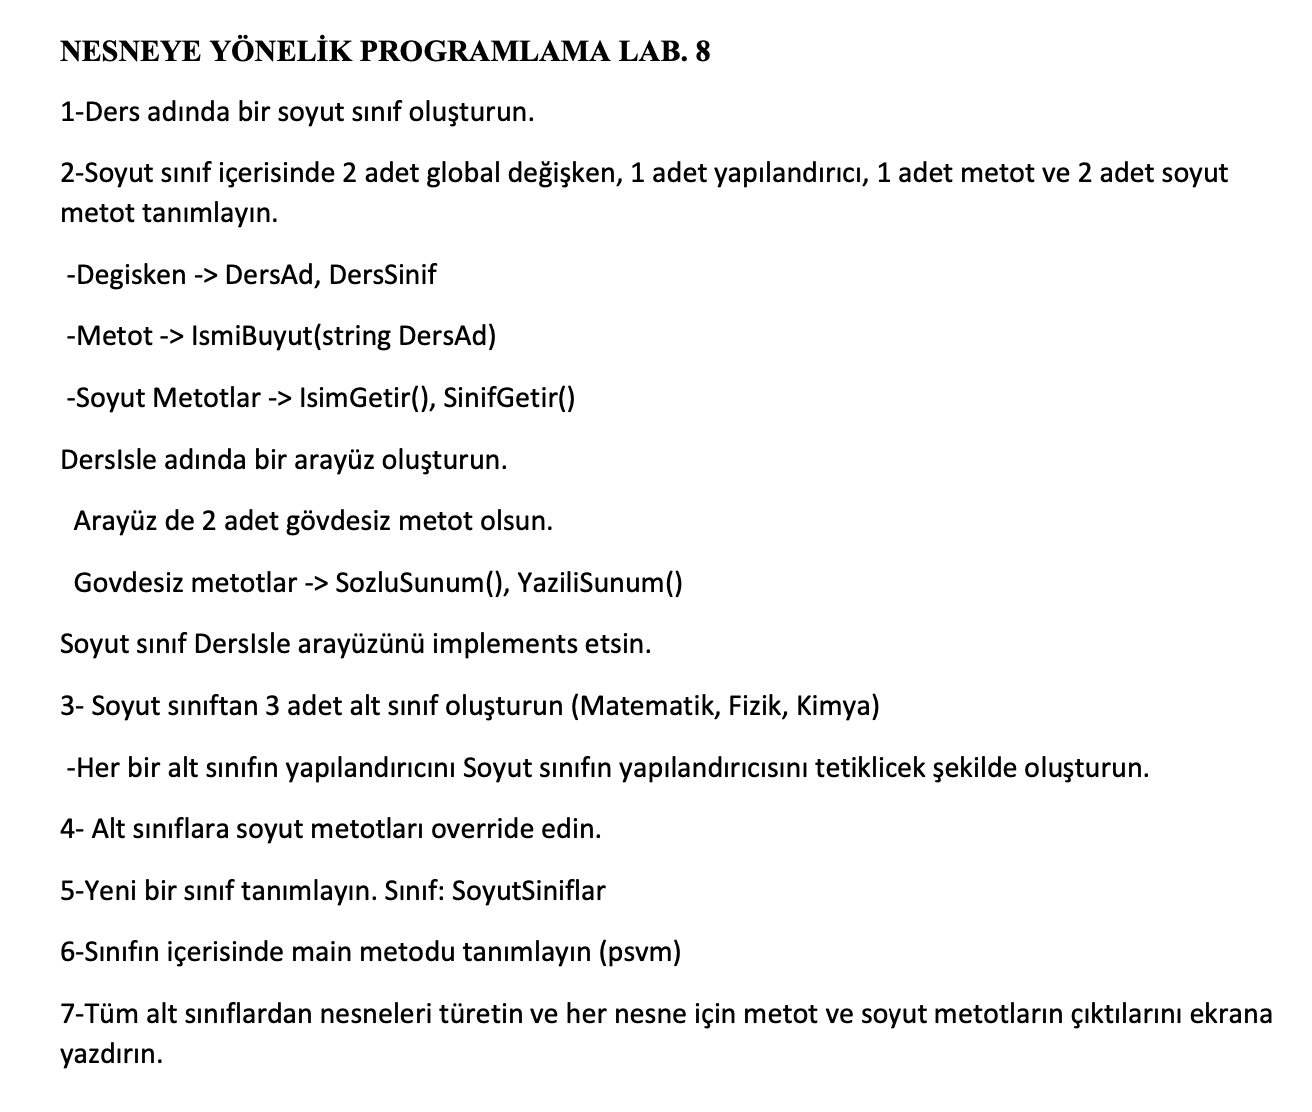 NESNEYE YÖNELİK PROGRAMLAMA LAB. 8
1-Ders adında bir soyut sınıf oluşturun.
2-Soyut sınıf içerisinde 2 adet global değişken, 1 adet yapılandırıcı, 1 adet metot ve 2 adet soyut
metot tanımlayın.
-Degisken -> DersAd, DersSinif
-Metot -> IsmiBuyut(string DersAd)
-Soyut Metotlar -> IsimGetir(), SinifGetir()
DersIsle adında bir arayüz oluşturun.
Arayüz de 2 adet gövdesiz metot olsun.
Govdesiz metotlar -> SozluSunum(), YaziliSunum()
Soyut sınıf DersIsle arayüzünü implements etsin.
3- Soyut sınıftan 3 adet alt sınıf oluşturun (Matematik, Fizik, Kimya)
-Her bir alt sınıfın yapılandırıcını Soyut sınıfın yapılandırıcısını tetiklicek şekilde oluşturun.
4- Alt sınıflara soyut metotları override edin.
5-Yeni bir sınıf tanımlayın. Sınıf: SoyutSiniflar
6-Sınıfın içerisinde main metodu tanımlayın (psvm)
7-Tüm alt sınıflardan nesneleri türetin ve her nesne için metot ve soyut metotların çıktılarını ekrana
yazdırın.